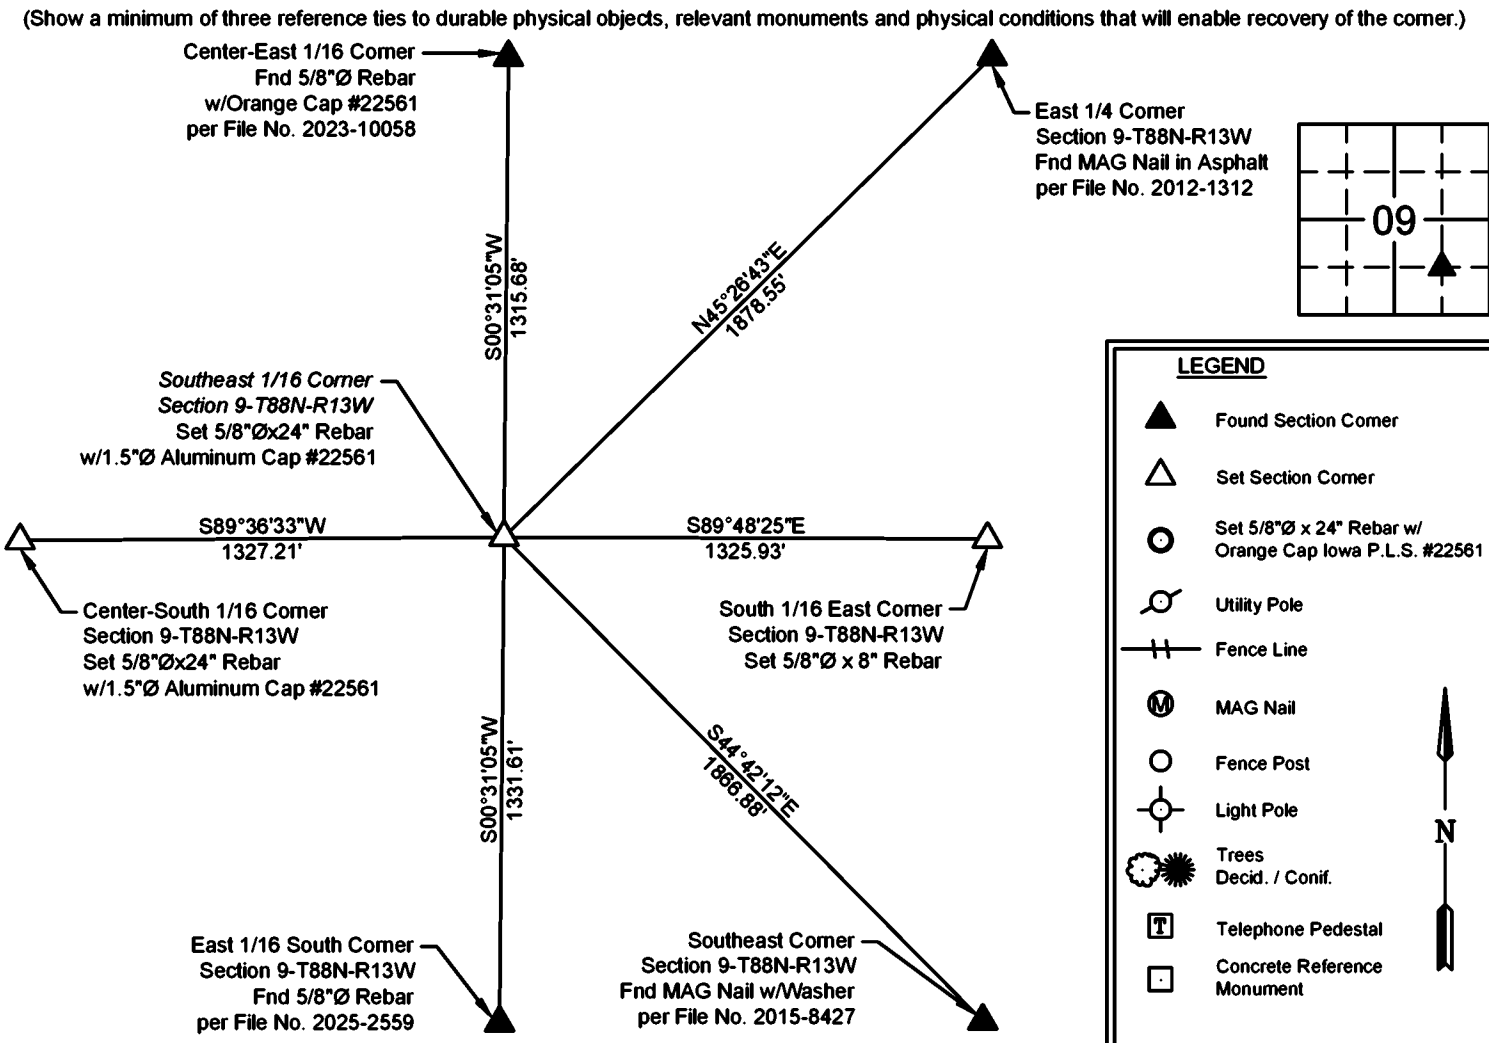 (Show a minimum of three reference ties to durable physical objects, relevant monuments and physical conditions that will enable recovery of the corner.)
Center-East 1/16 Corner
Fnd 5/8"Ø Rebar
w/Orange Cap #22561
per File No. 2023-10058
East 1/4 Corner
Section 9-T88N-R13W
Fnd MAG Nail in Asphalt
per File No. 2012-1312
09
S00°31'05"W
1315.68'
N45°26'43"E
1878.55'
Southeast 1/16 Corner
Section 9-T88N-R13W
Set 5/8"Øx24" Rebar
w/1.5"Ø Aluminum Cap #22561
S89°36'33"W
1327.21'
S89°48'25"E
1325.93'
Center-South 1/16 Corner
Section 9-T88N-R13W
Set 5/8"Øx24" Rebar
w/1.5"Ø Aluminum Cap #22561
South 1/16 East Corner
Section 9-T88N-R13W
Set 5/8"Ø x 8" Rebar
S00°31'05"W
1331.61'
S44°42'12"E
1866.88'
East 1/16 South Corner
Section 9-T88N-R13W
Fnd 5/8"Ø Rebar
per File No. 2025-2559
Southeast Corner
Section 9-T88N-R13W
Fnd MAG Nail w/Washer
per File No. 2015-8427
LEGEND
Found Section Corner
Set Section Corner
Set 5/8"Ø x 24" Rebar w/
Orange Cap Iowa P.L.S. #22561
Utility Pole
Fence Line
M
MAG Nail
Fence Post
Light Pole
Trees
Decid. / Conif.
T
Telephone Pedestal
Concrete Reference
Monument
N